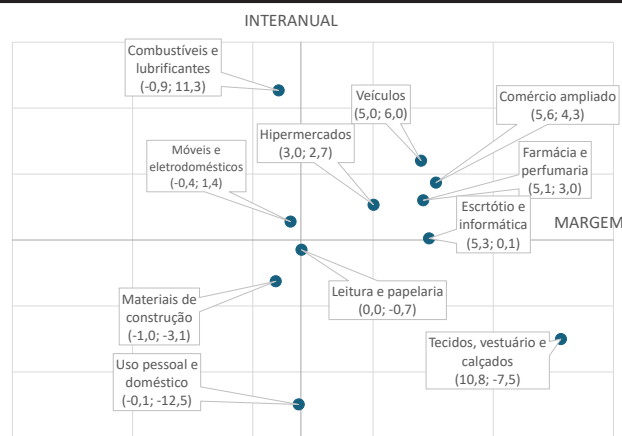 INTERANUAL
Combustíveis e
lubrificantes
(-0,9; 11,3)
Veículos
(5,0; 6,0)
Comércio ampliado
(5,6; 4,3)
Hipermercados
(3,0; 2,7)
Móveis e
eletrodomésticos
(-0,4; 1,4)
Farmácia e
perfumaria
(5,1; 3,0)
Escrtótio e
informática
(5,3; 0,1)
MARGEM
Leitura e papelaria
(0,0; -0,7)
Materiais de
construção
(-1,0; -3,1)
Tecidos, vestuário e
calçados
(10,8; -7,5)
Uso pessoal e
doméstico
(-0,1; -12,5)